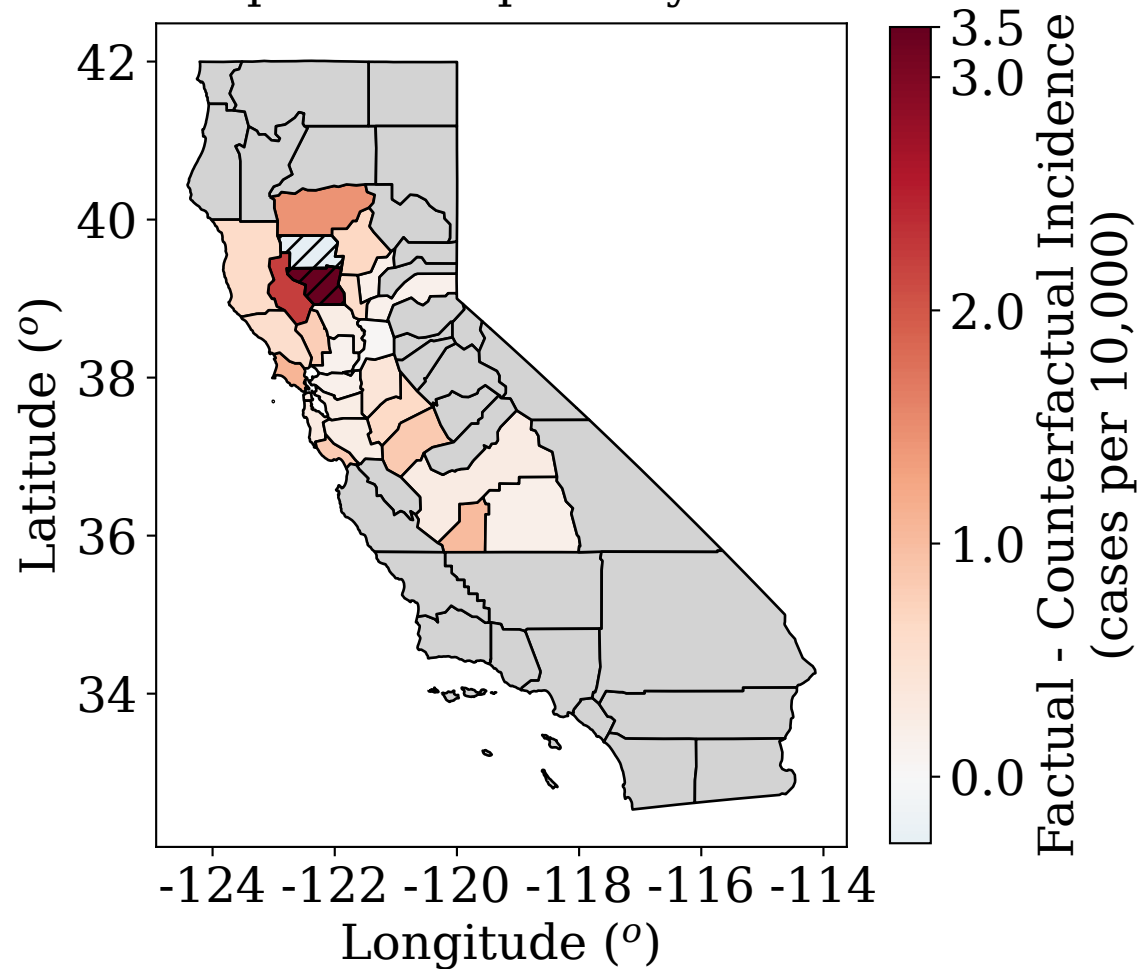 42
40
38
36
34
Latitude (o)
-124 -122 -120 -118 -116 -114
Longitude (o)
3.5
3.0
2.0
1.0
0.0
Factual - Counterfactual Incidence
(cases per 10,000)